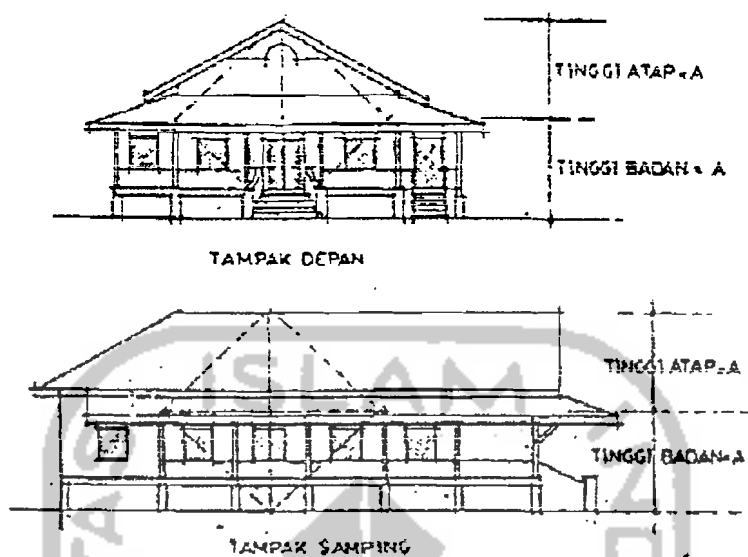 TINGGI ATAP=A
TINGGI BADAN=A
TAMPAK DEPAN
TINGGI ATAP=A
ISLAM
TINGGI BADAN=A
TAMPAK SAMPING